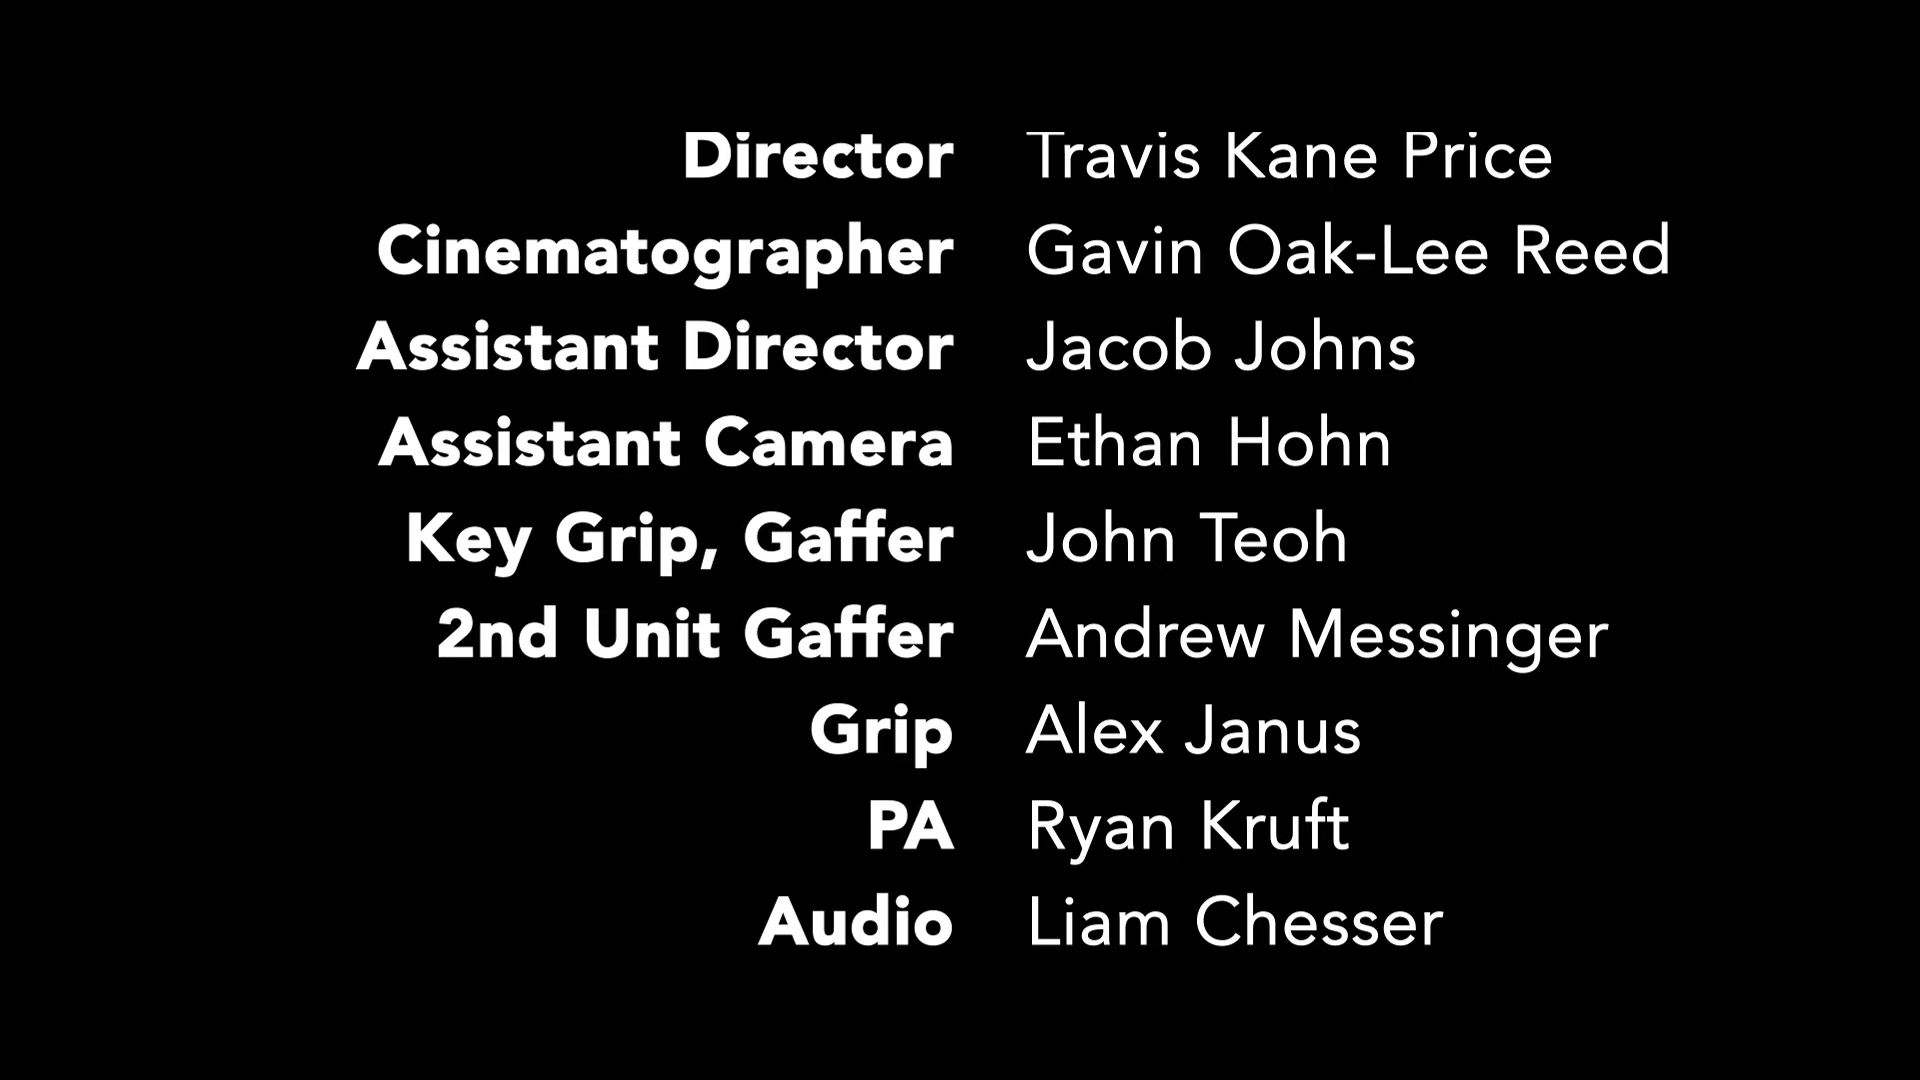 Director Travis Kane Price
Cinematographer Gavin Oak-Lee Reed
Assistant Director Jacob Johns
Assistant Camera Ethan Hohn
Key Grip, Gaffer John Teoh
2nd Unit Gaffer Andrew Messinger
Grip Alex Janus
PA Ryan Kruft
Audio Liam Chesser